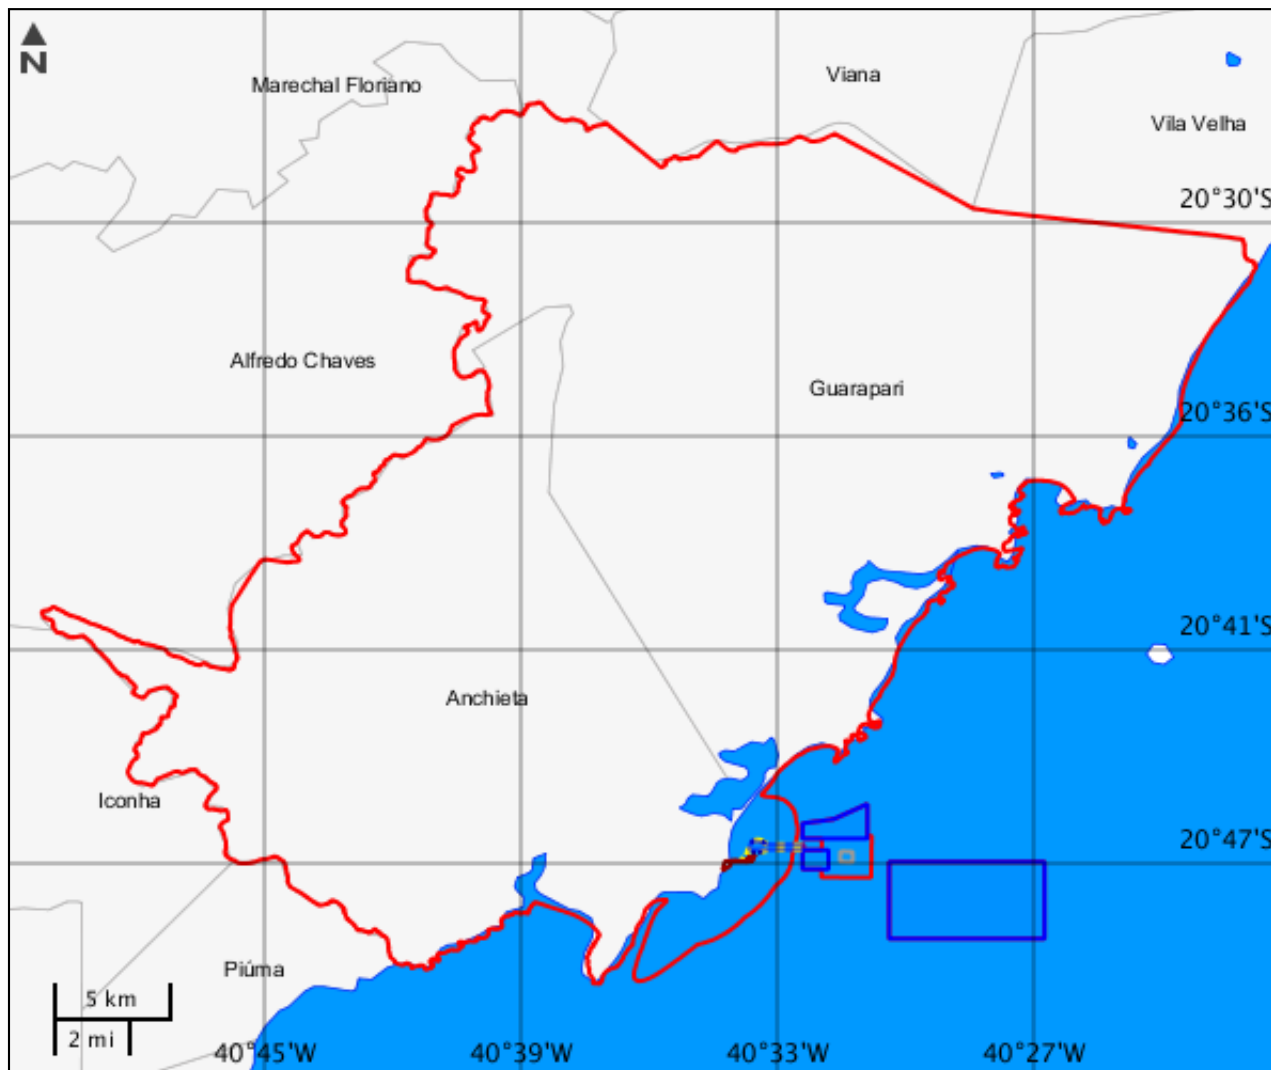 N
Marechal Floriano
Viana
Vila Velha
20°30'S
Alfredo Chaves
Guarapari
20°36'S
20°41'S
Anchieta
Iconha
20°47'S
Piúma
5 km
2 mi
40°45'W
40°39'W
40°33'W
40°27'W